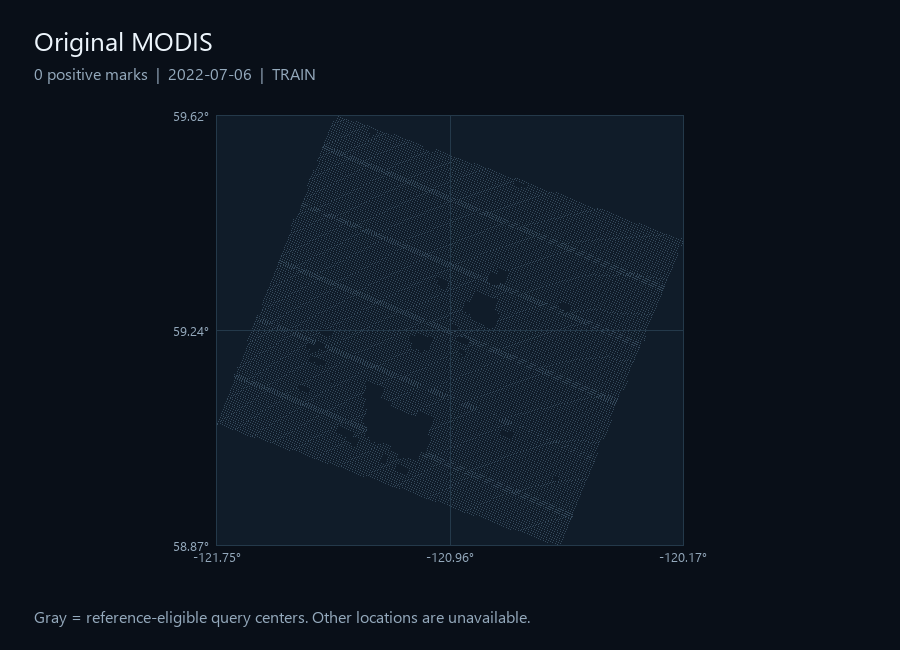 Original MODIS
0 positive marks | 2022-07-06 | TRAIN
59.62°
59.24°
58.87°
-121.75° -120.96° -120.17°
Gray = reference-eligible query centers. Other locations are unavailable.